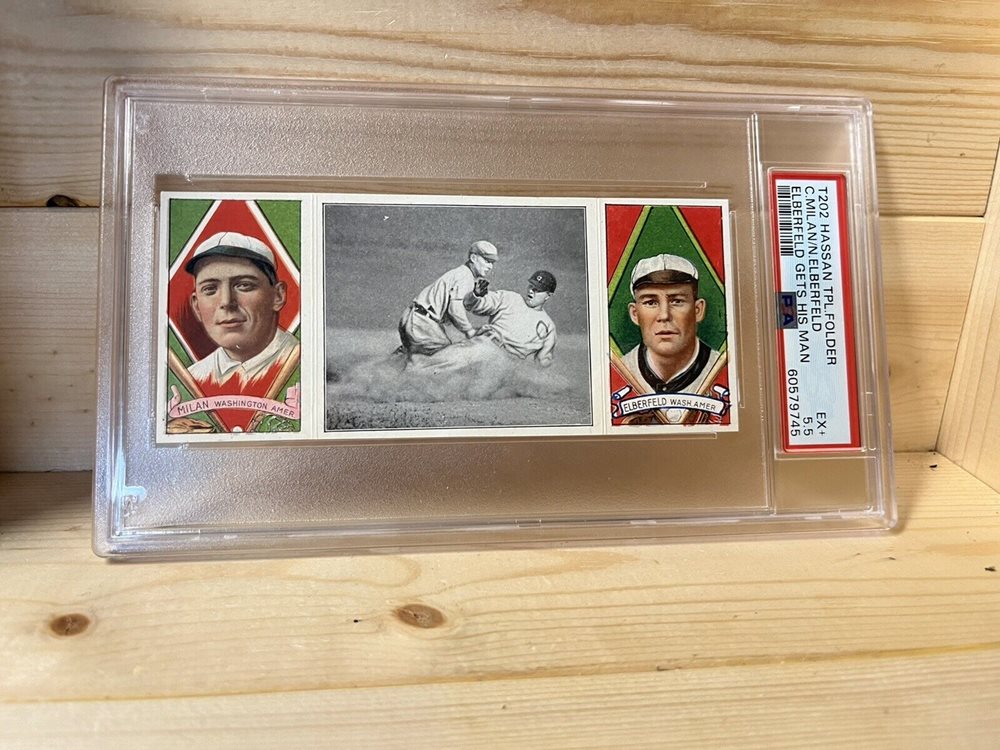 MILAN WASHINGTON AMER.
ELBERFELD WASH. AMER.
T202 HASSAN TPL.FOLDER
C.MILAN/N.ELBERFELD
ELBERFELD GETS HIS MAN
EX+
5.5
60579745
PSA